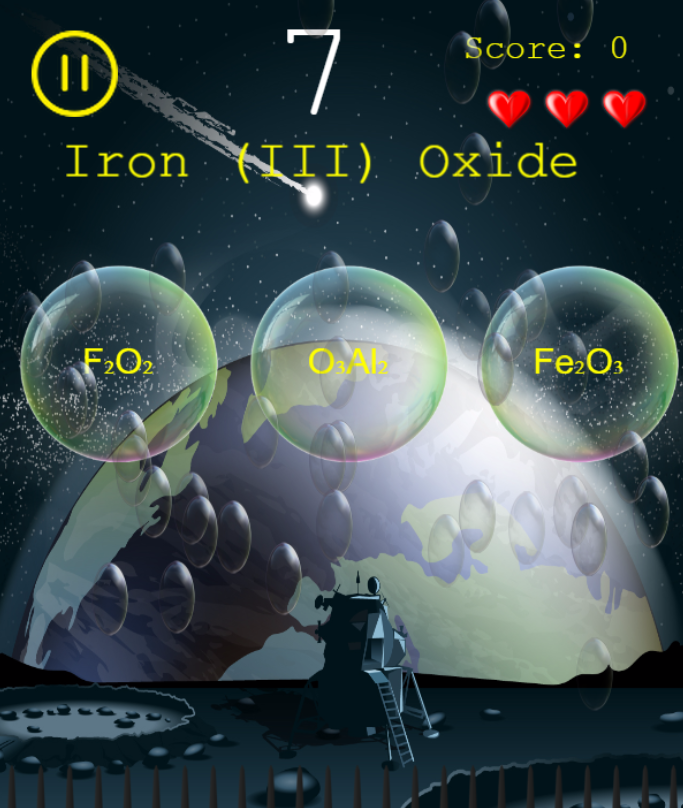 7
Score: 0
Iron (III) Oxide
F₂O₂
O₃Al₂
Fe₂O₃